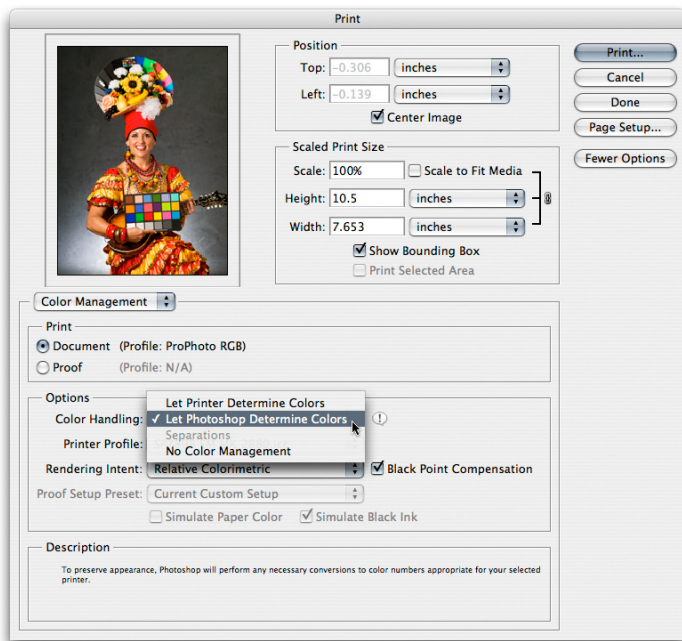 Print
Position
Top: -0.306 inches
Left: -0.139 inches
Center Image
Print...
Cancel
Done
Page Setup...
Fewer Options
Scaled Print Size
Scale: 100% Scale to Fit Media
Height: 10.5 inches
Width: 7.653 inches
Show Bounding Box
Print Selected Area
Color Management
Print
Document (Profile: ProPhoto RGB)
Proof (Profile: N/A)
Options
Color Handling:
Let Printer Determine Colors
✓ Let Photoshop Determine Colors
Separations
No Color Management
Printer Profile:
Rendering Intent: Relative Colorimetric Black Point Compensation
Proof Setup Preset: Current Custom Setup
Simulate Paper Color Simulate Black Ink
Description
To preserve appearance, Photoshop will perform any necessary conversions to color numbers appropriate for your selected
printer.